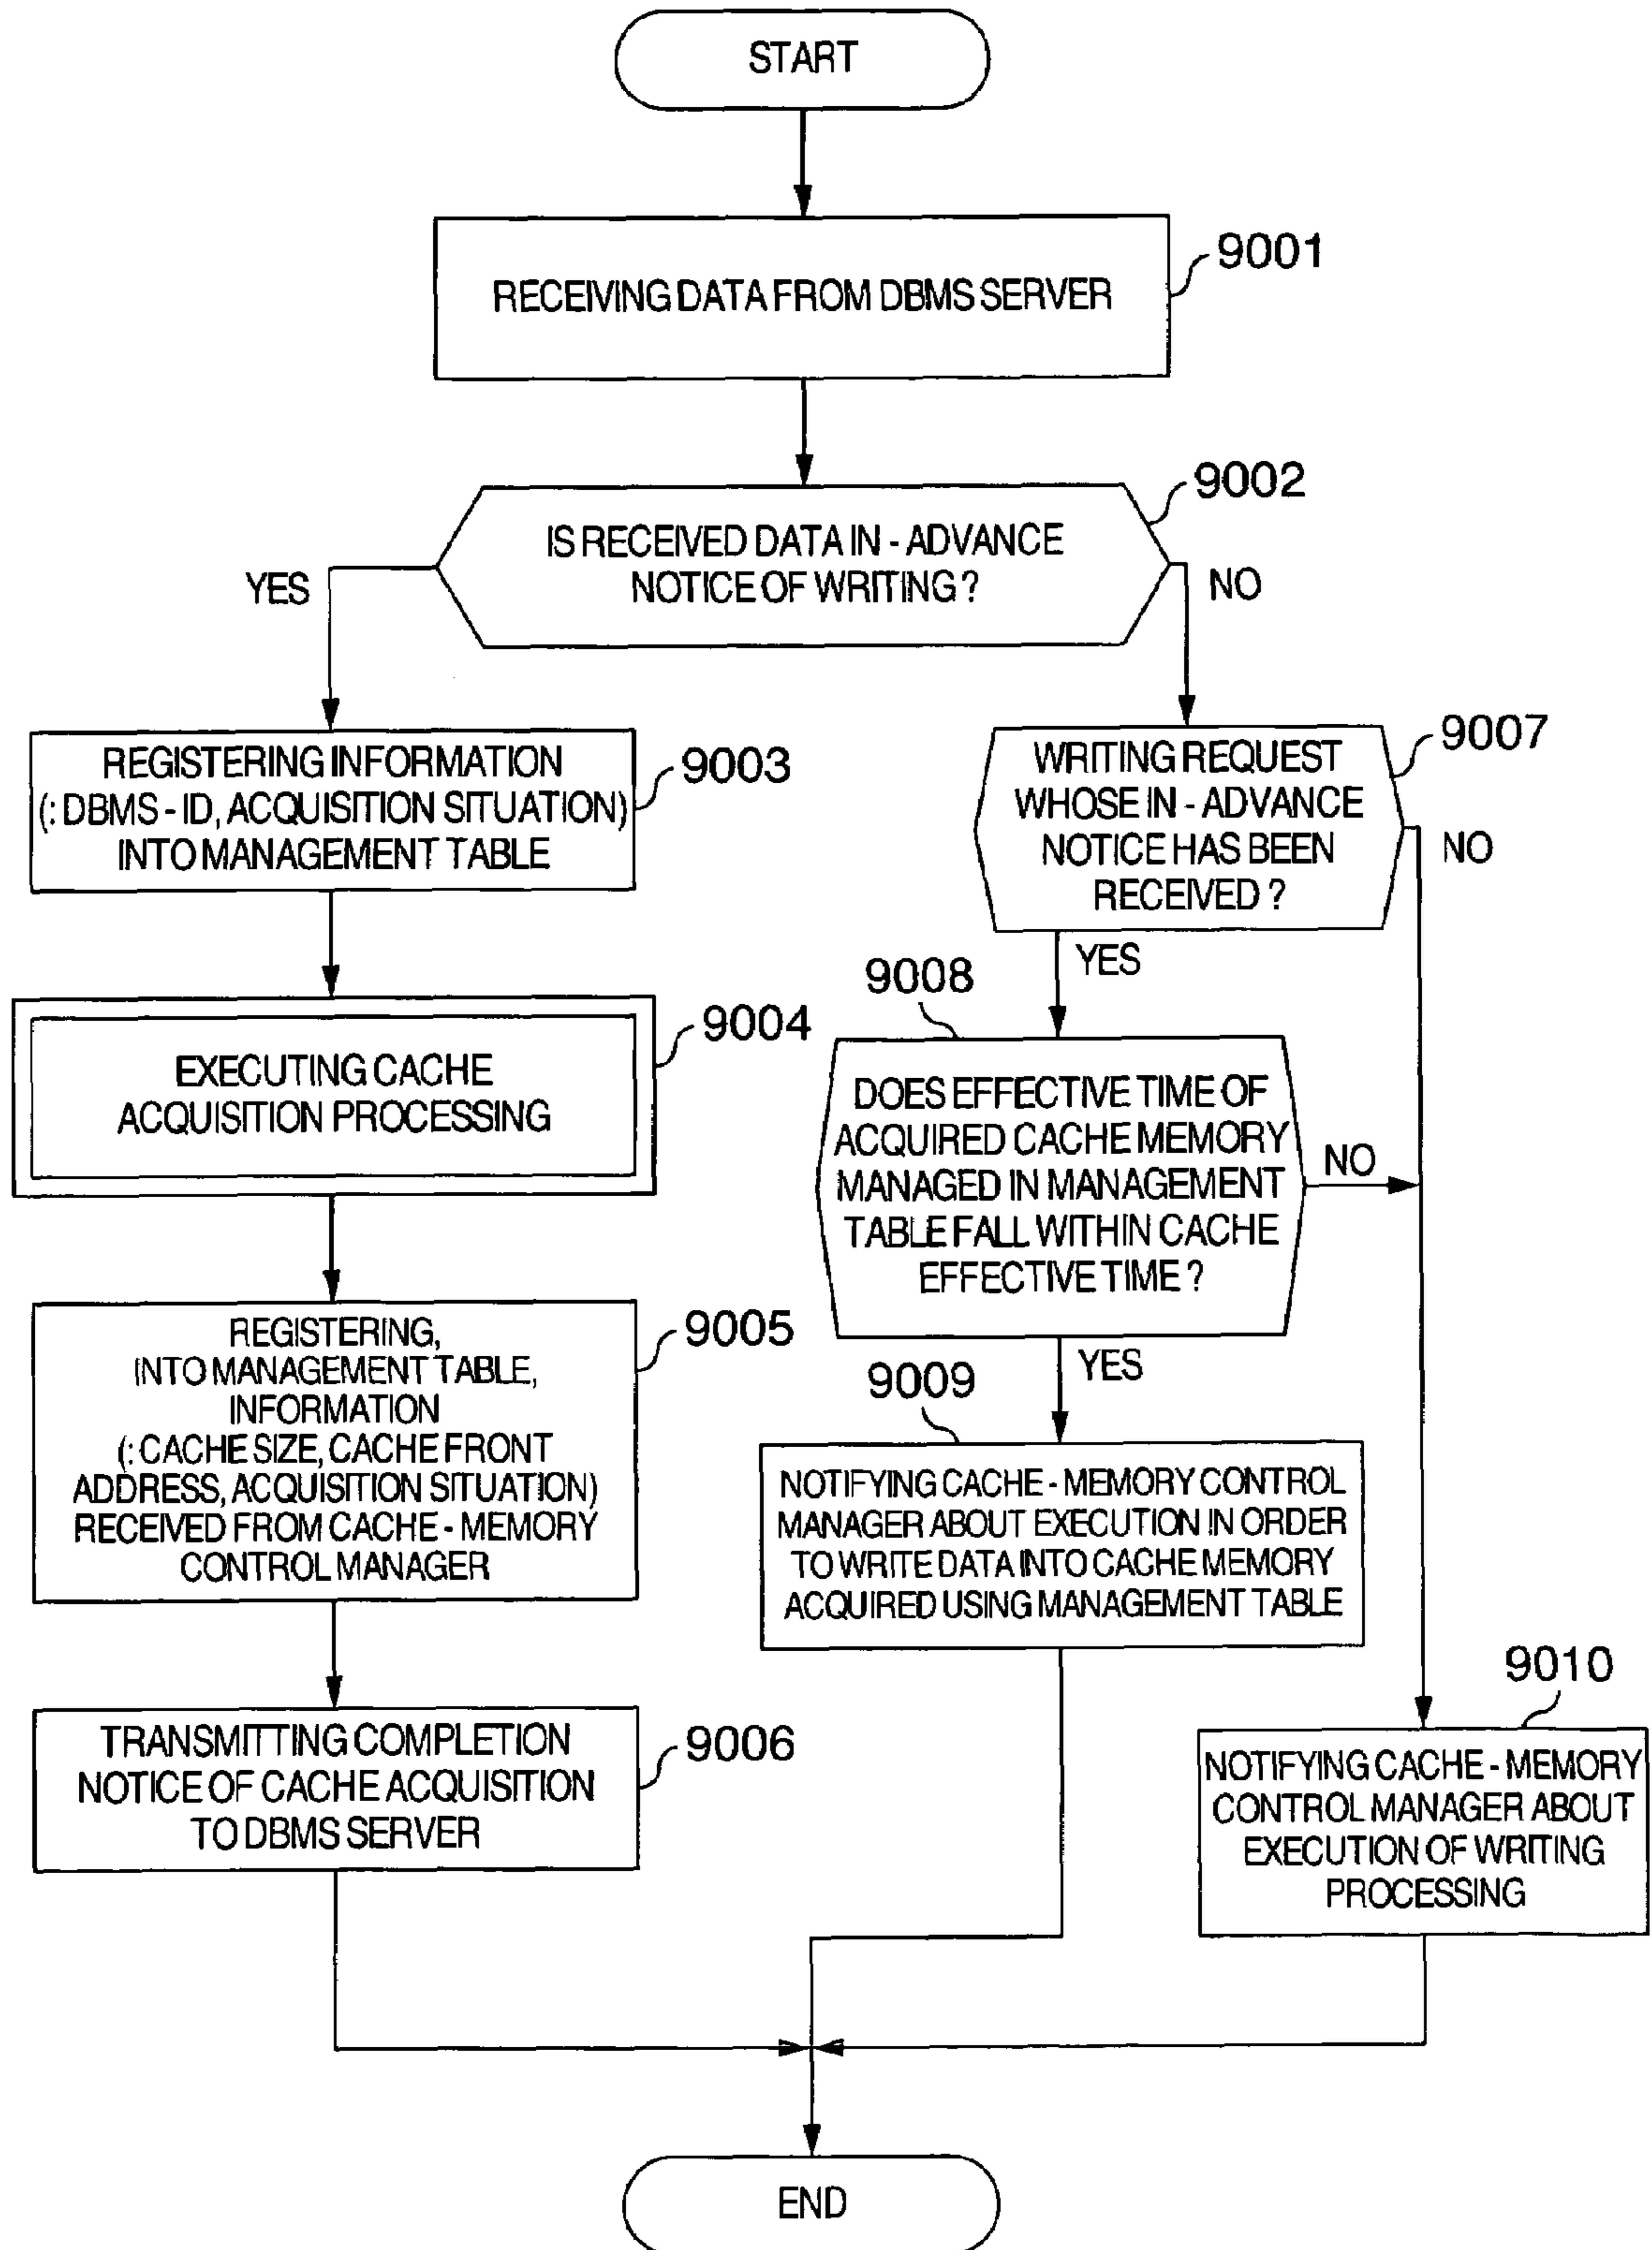 START
9001
RECEIVING DATA FROM DBMS SERVER
9002
IS RECEIVED DATA IN - ADVANCE
NOTICE OF WRITING ?
YES
NO
REGISTERING INFORMATION
(: DBMS - ID, ACQUISITION SITUATION)
INTO MANAGEMENT TABLE
9003
EXECUTING CACHE
ACQUISITION PROCESSING
9004
REGISTERING,
INTO MANAGEMENT TABLE,
INFORMATION
(: CACHE SIZE, CACHE FRONT
ADDRESS, ACQUISITION SITUATION)
RECEIVED FROM CACHE - MEMORY
CONTROL MANAGER
9005
TRANSMITTING COMPLETION
NOTICE OF CACHE ACQUISITION
TO DBMS SERVER
9006
WRITING REQUEST
WHOSE IN - ADVANCE
NOTICE HAS BEEN
RECEIVED ?
9007
NO
YES
9008
DOES EFFECTIVE TIME OF
ACQUIRED CACHE MEMORY
MANAGED IN MANAGEMENT
TABLE FALL WITHIN CACHE
EFFECTIVE TIME ?
NO
YES
9009
NOTIFYING CACHE - MEMORY CONTROL
MANAGER ABOUT EXECUTION IN ORDER
TO WRITE DATA INTO CACHE MEMORY
ACQUIRED USING MANAGEMENT TABLE
9010
NOTIFYING CACHE - MEMORY
CONTROL MANAGER ABOUT
EXECUTION OF WRITING
PROCESSING
END